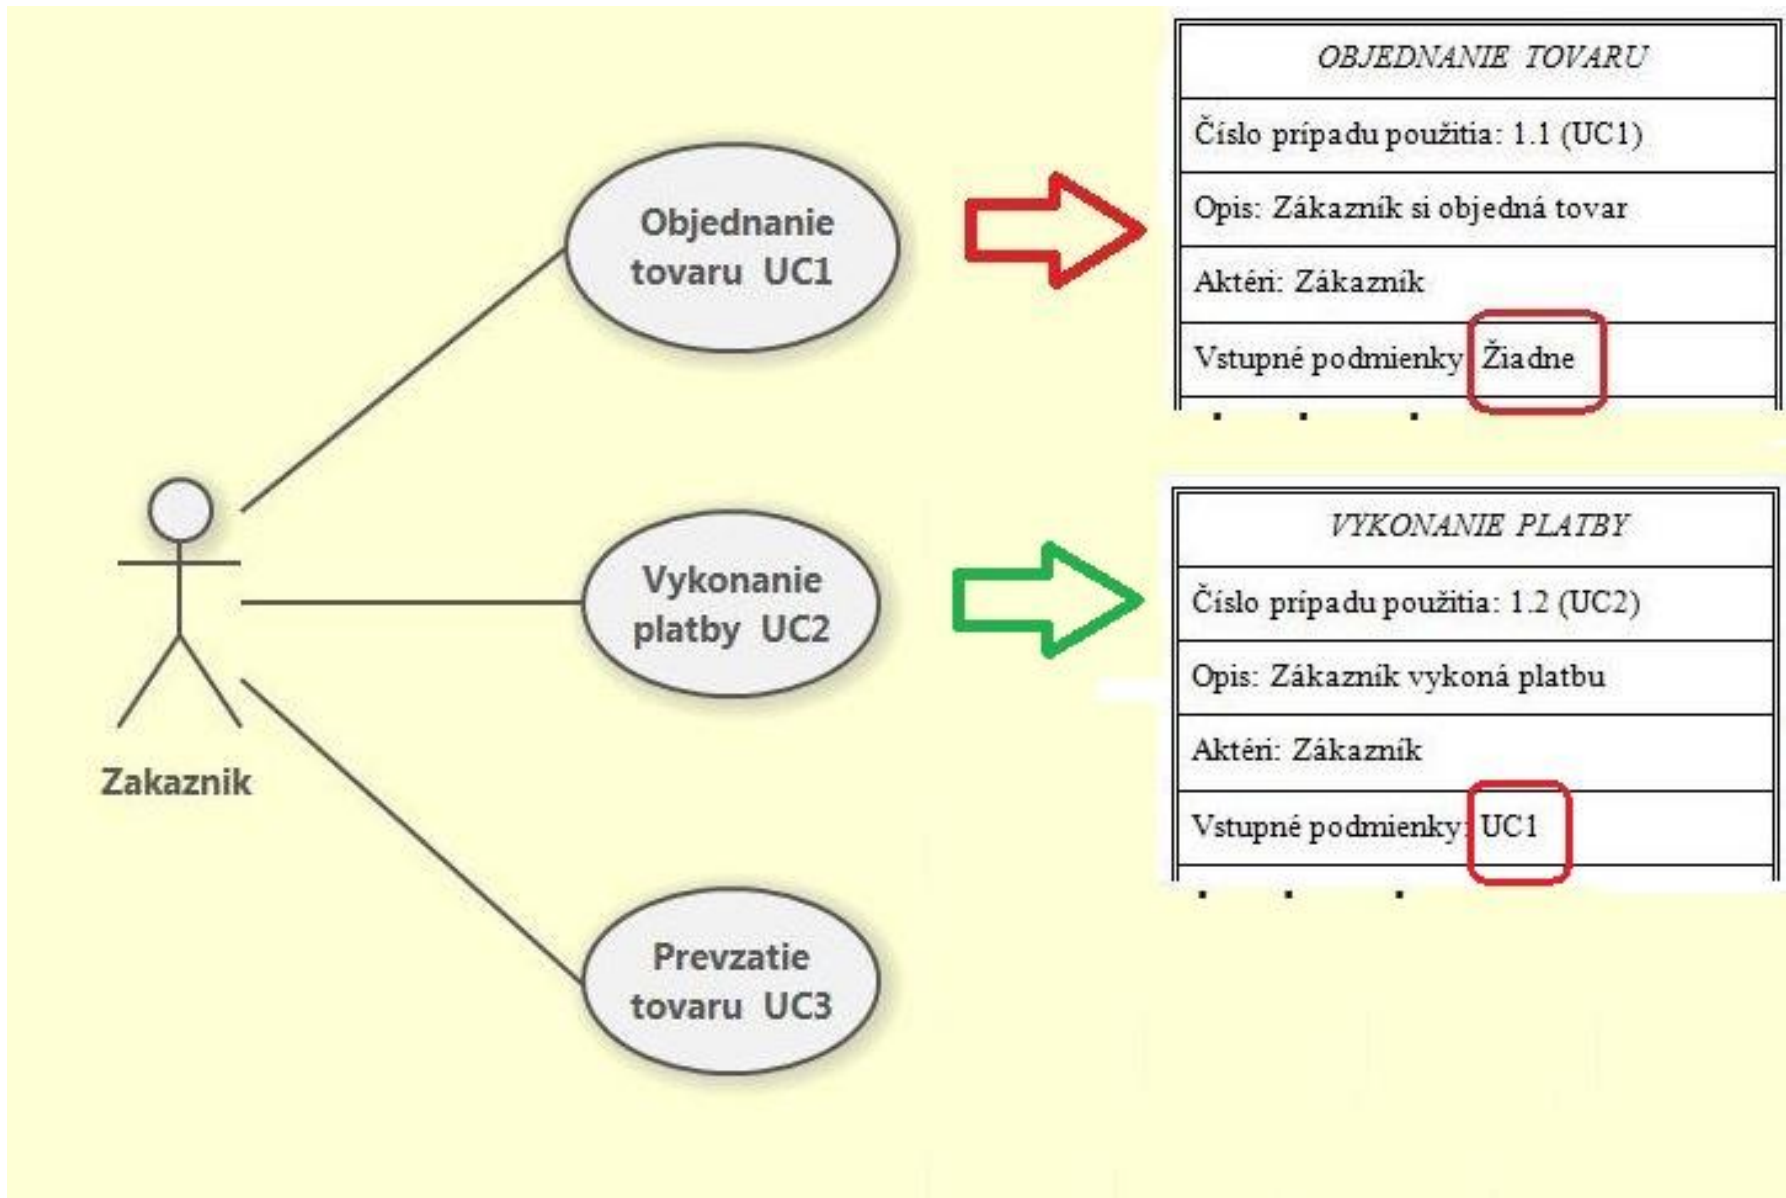 Objednanie
tovaru UC1
Vykonanie
platby UC2
Prevzatie
tovaru UC3
Zakaznik
OBJEDNANIE TOVARU
Číslo prípadu použitia: 1.1 (UC1)
Opis: Zákazník si objedná tovar
Aktéri: Zákazník
Vstupné podmienky Žiadne
VYKONANIE PLATBY
Číslo prípadu použitia: 1.2 (UC2)
Opis: Zákazník vykoná platbu
Aktéri: Zákazník
Vstupné podmienky: UC1